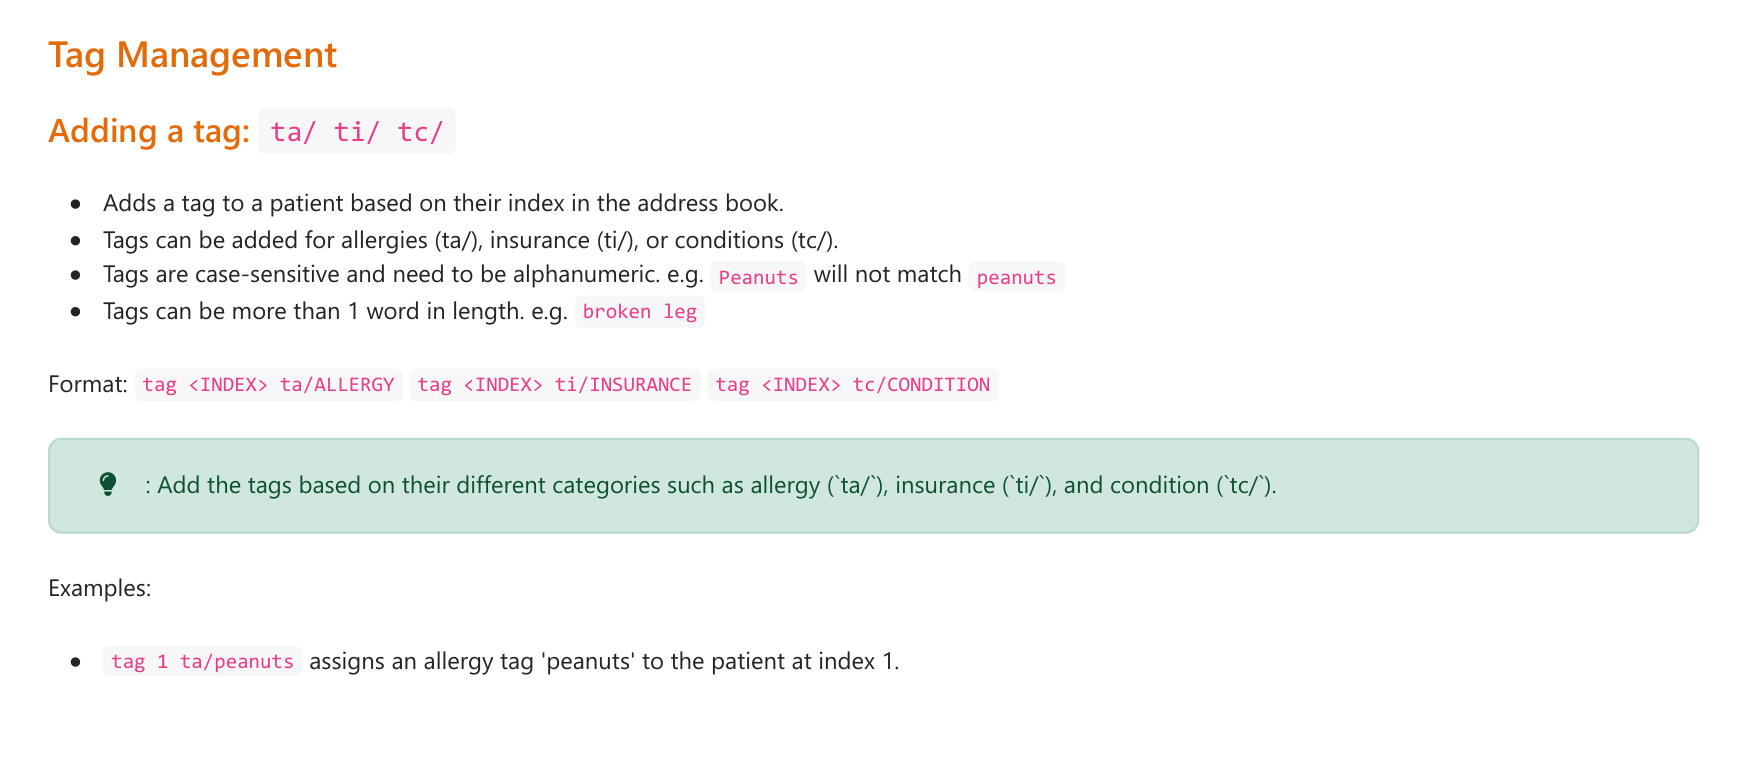 Tag Management
Adding a tag: ta/ ti/ tc/
Adds a tag to a patient based on their index in the address book.
Tags can be added for allergies (ta/), insurance (ti/), or conditions (tc/).
Tags are case-sensitive and need to be alphanumeric. e.g. Peanuts will not match peanuts
Tags can be more than 1 word in length. e.g. broken leg
Format: tag <INDEX> ta/ALLERGY tag <INDEX> ti/INSURANCE tag <INDEX> tc/CONDITION
: Add the tags based on their different categories such as allergy (`ta/`), insurance (`ti/`), and condition (`tc/`).
Examples:
tag 1 ta/peanuts assigns an allergy tag 'peanuts' to the patient at index 1.